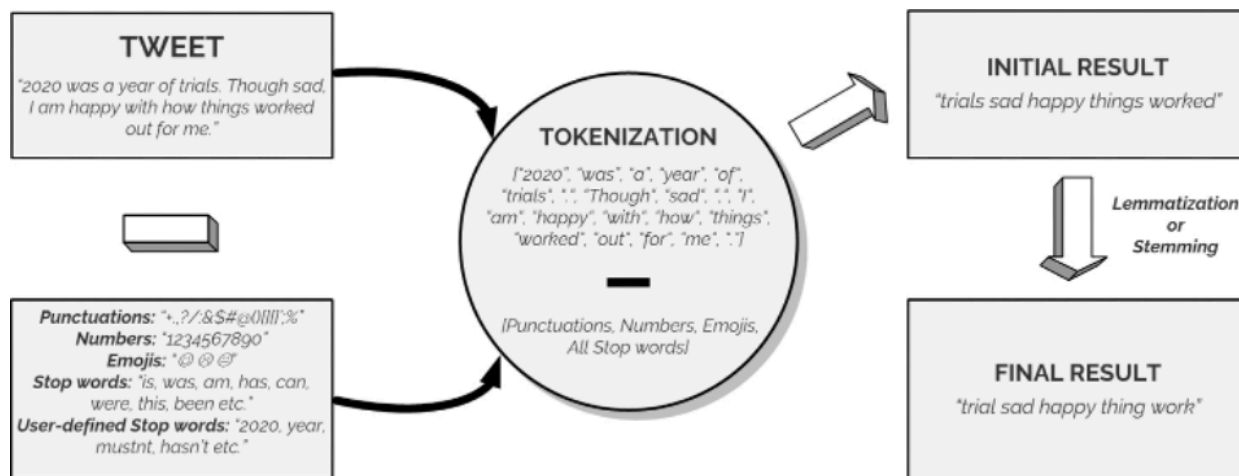 TWEET
“2020 was a year of trials. Though sad,
I am happy with how things worked
out for me.”
Punctuations: “+.,?/:&$#@()[]{}’;%”
Numbers: “1234567890”
Emojis: “☺☹😄”
Stop words: “is, was, am, has, can,
were, this, been etc.”
User-defined Stop words: “2020, year,
mustnt, hasn’t etc.”
TOKENIZATION
[“2020”, “was”, “a”, “year”, “of”,
“trials”, “.”, “Though”, “sad”, “,”, “I”,
“am”, “happy”, “with”, “how”, “things”,
“worked”, “out”, “for”, “me”, “.”]
[Punctuations, Numbers, Emojis,
All Stop words]
INITIAL RESULT
“trials sad happy things worked”
Lemmatization
or
Stemming
FINAL RESULT
“trial sad happy thing work”